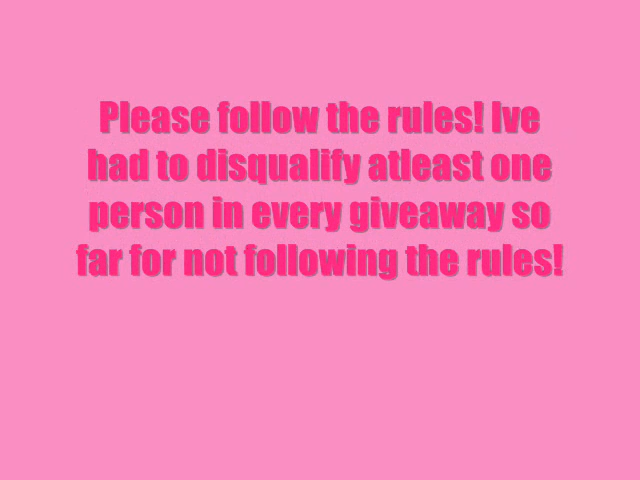 Please follow the rules! Ive
had to disqualify atleast one
person in every giveaway so
far for not following the rules!